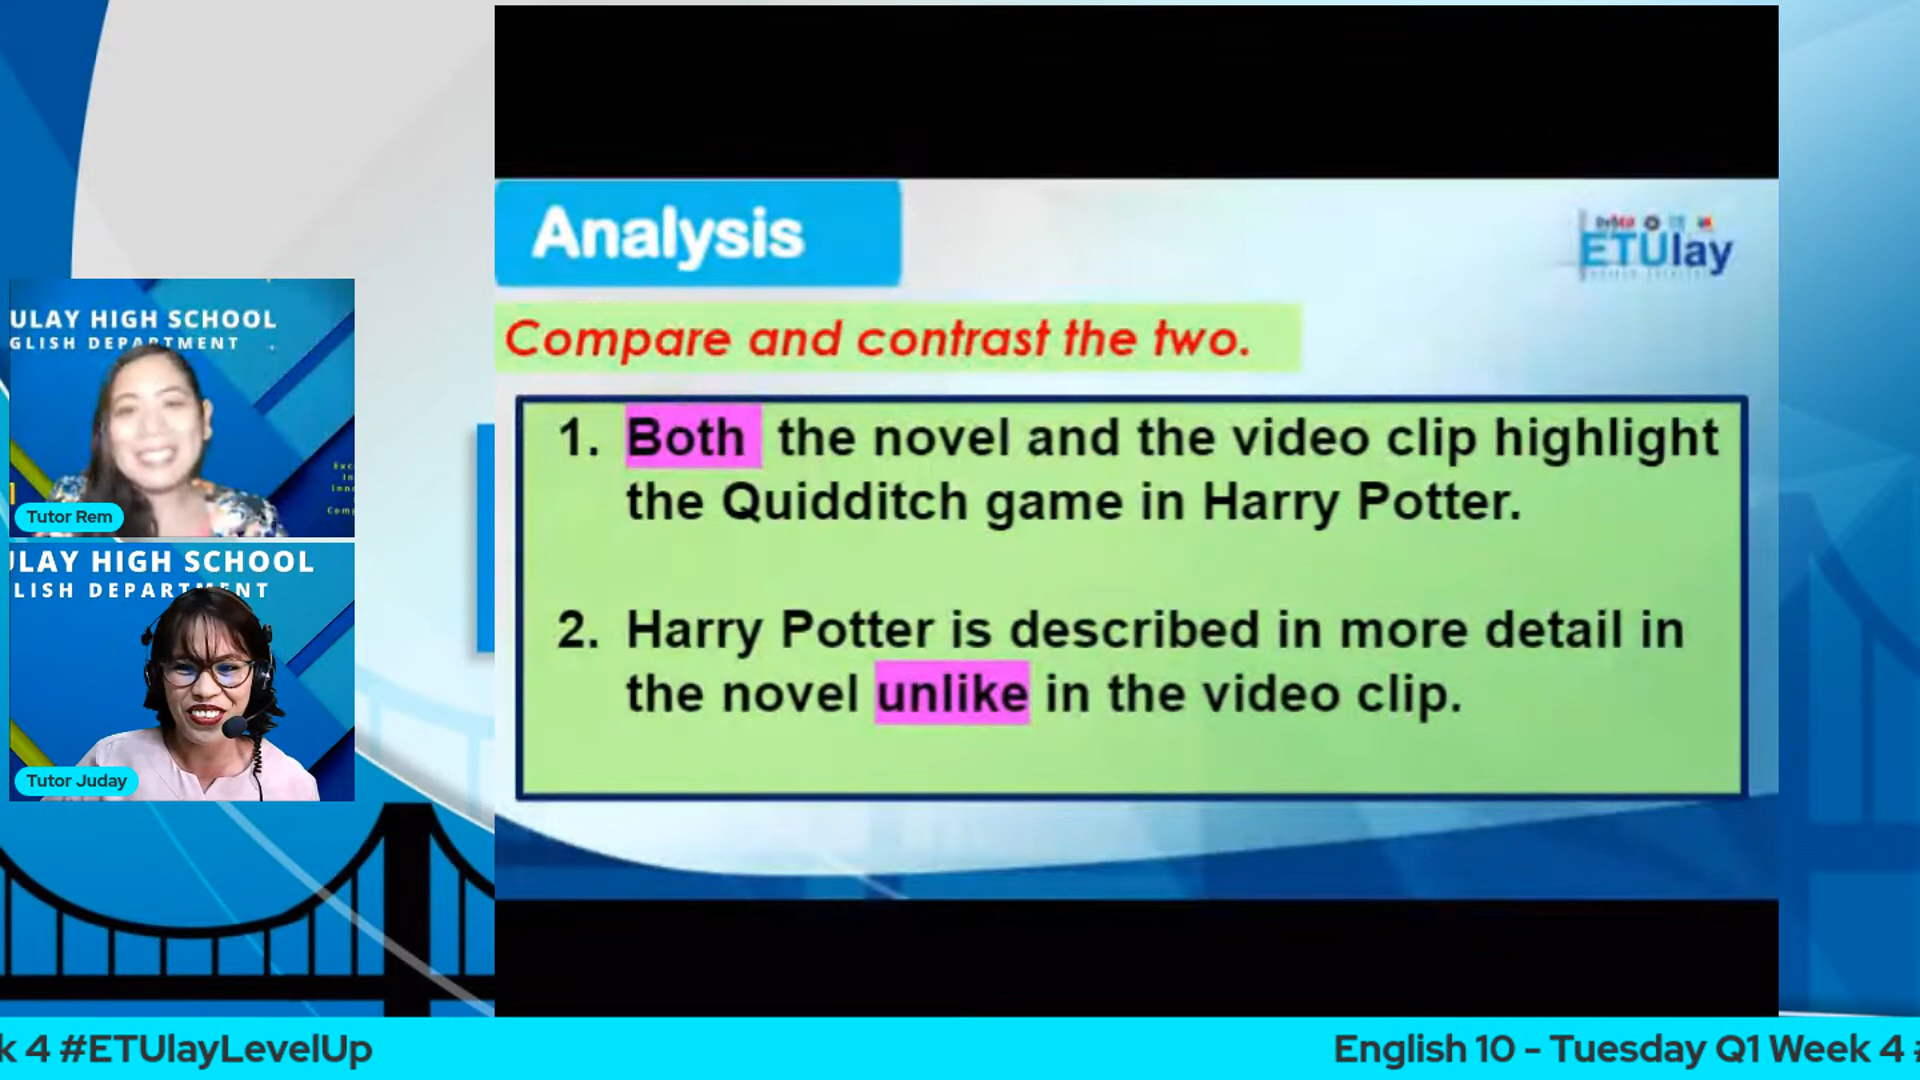 Analysis
ETUlay
Compare and contrast the two.
1. Both the novel and the video clip highlight
the Quidditch game in Harry Potter.
2. Harry Potter is described in more detail in
the novel unlike in the video clip.
ULAY HIGH SCHOOL
GLISH DEPARTMENT
Tutor Rem
ULAY HIGH SCHOOL
LISH DEPARTMENT
Tutor Juday
k 4 #ETUlayLevelUp
English 10 - Tuesday Q1 Week 4 #